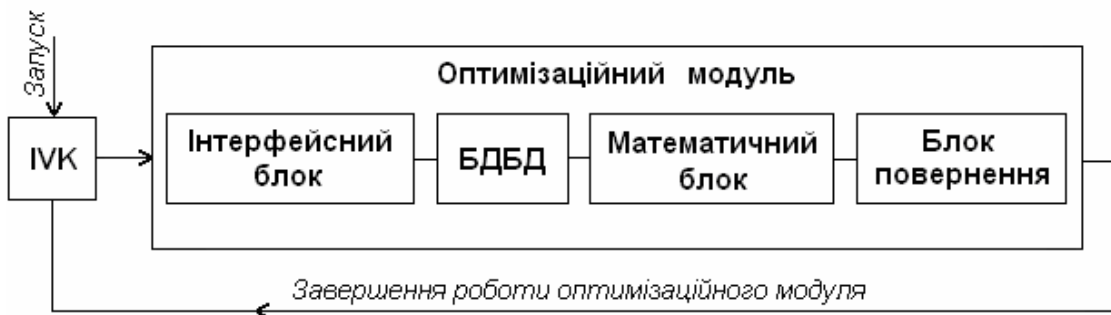 Запуск
IVK
Оптимізаційний модуль
Інтерфейсний
блок
БДБД
Математичний
блок
Блок
повернення
Завершення роботи оптимізаційного модуля